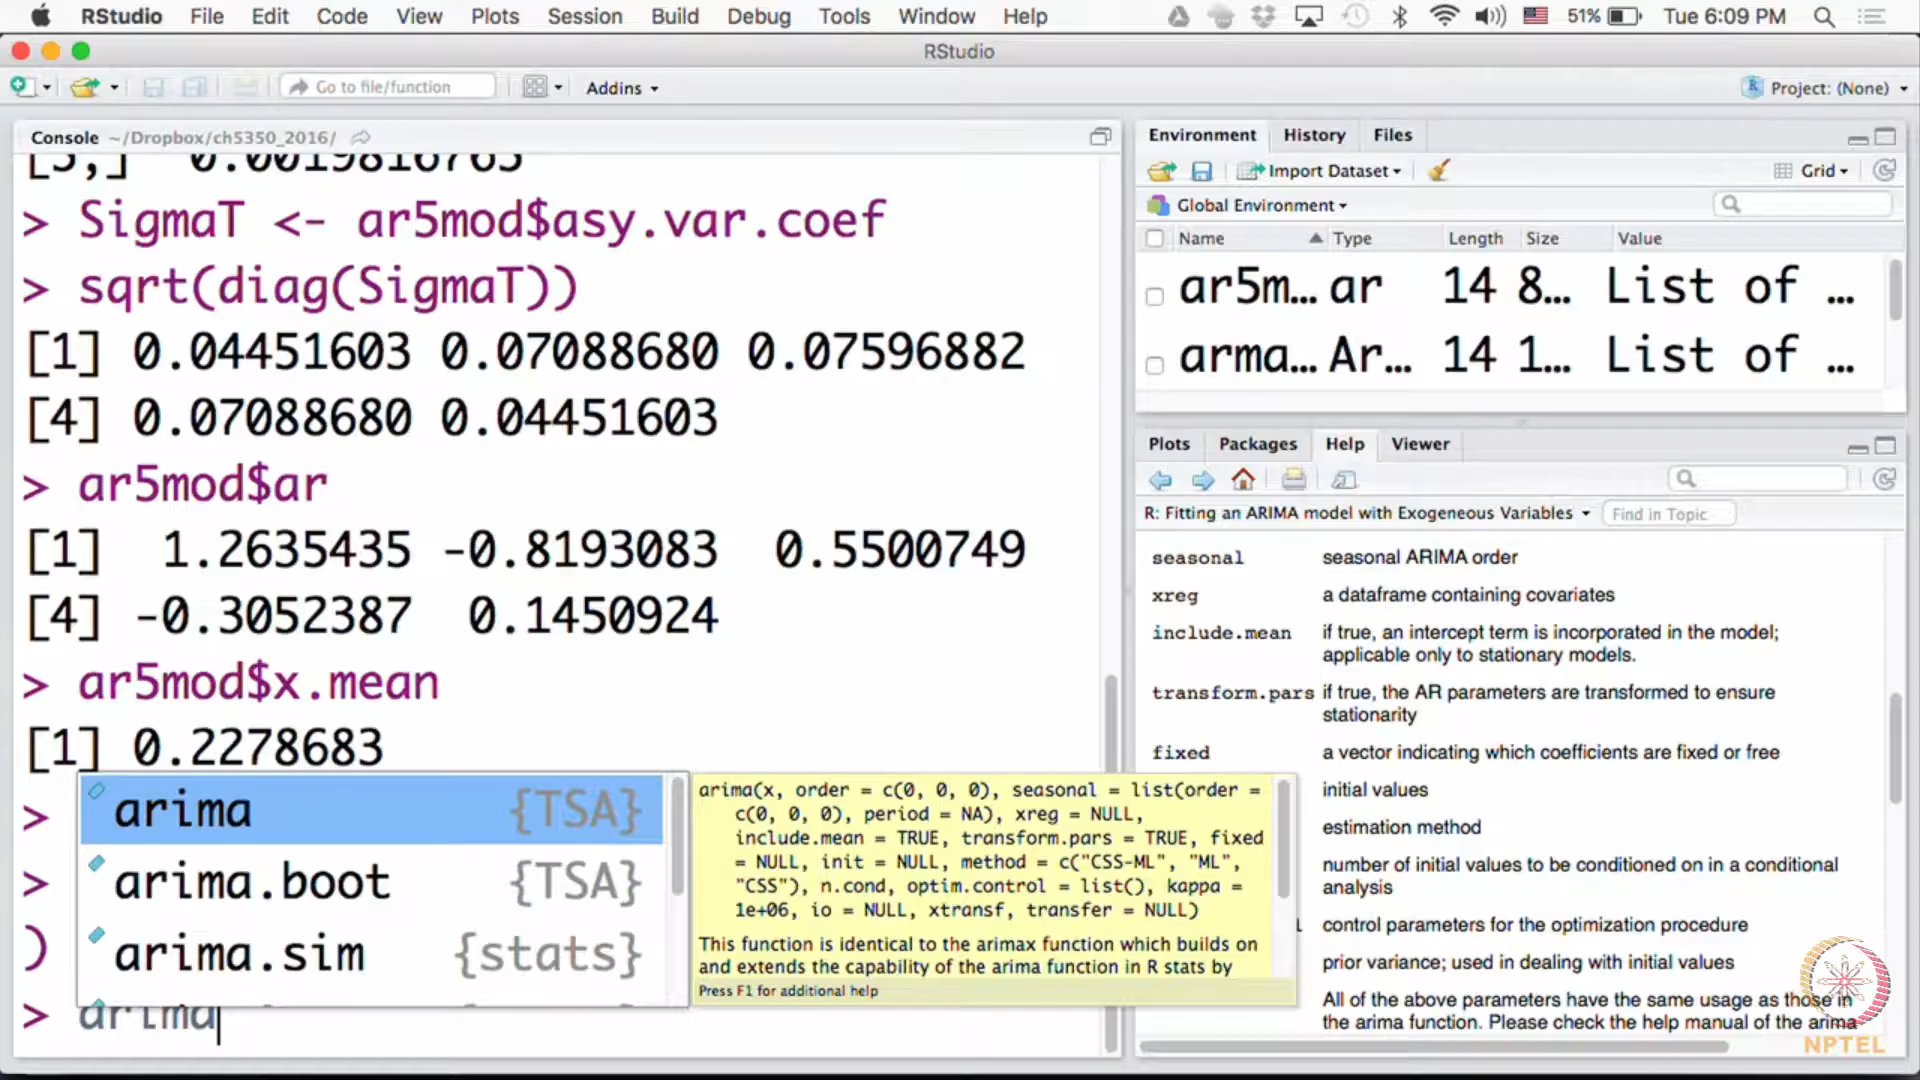 RStudio File Edit Code View Plots Session Build Debug Tools Window Help 51% Tue 6:09 PM
RStudio
Go to file/function Addins Project: (None)
Console ~/Dropbox/ch5350_2016/
[5,] 0.0019816765
> SigmaT <- ar5mod$asy.var.coef
> sqrt(diag(SigmaT))
[1] 0.04451603 0.07088680 0.07596882
[4] 0.07088680 0.04451603
> ar5mod$ar
[1] 1.2635435 -0.8193083 0.5500749
[4] -0.3052387 0.1450924
> ar5mod$x.mean
[1] 0.2278683
>
>
)
> arima
arima {TSA}
arima.boot {TSA}
arima.sim {stats}
arima(x, order = c(0, 0, 0), seasonal = list(order =
c(0, 0, 0), period = NA), xreg = NULL,
include.mean = TRUE, transform.pars = TRUE, fixed
= NULL, init = NULL, method = c("CSS-ML", "ML",
"CSS"), n.cond, optim.control = list(), kappa =
1e+06, io = NULL, xtransf, transfer = NULL)
This function is identical to the arimax function which builds on
and extends the capability of the arima function in R stats by
Press F1 for additional help
Environment History Files
Import Dataset Grid
Global Environment
Name Type Length Size Value
ar5m... ar 14 8... List of ...
arma... Ar... 14 1... List of ...
Plots Packages Help Viewer
R: Fitting an ARIMA model with Exogeneous Variables Find in Topic
seasonal seasonal ARIMA order
xreg a dataframe containing covariates
include.mean if true, an intercept term is incorporated in the model;
applicable only to stationary models.
transform.pars if true, the AR parameters are transformed to ensure
stationarity
fixed a vector indicating which coefficients are fixed or free
initial values
estimation method
number of initial values to be conditioned on in a conditional
analysis
control parameters for the optimization procedure
prior variance; used in dealing with initial values
All of the above parameters have the same usage as those in
the arima function. Please check the help manual of the arima
NPTEL